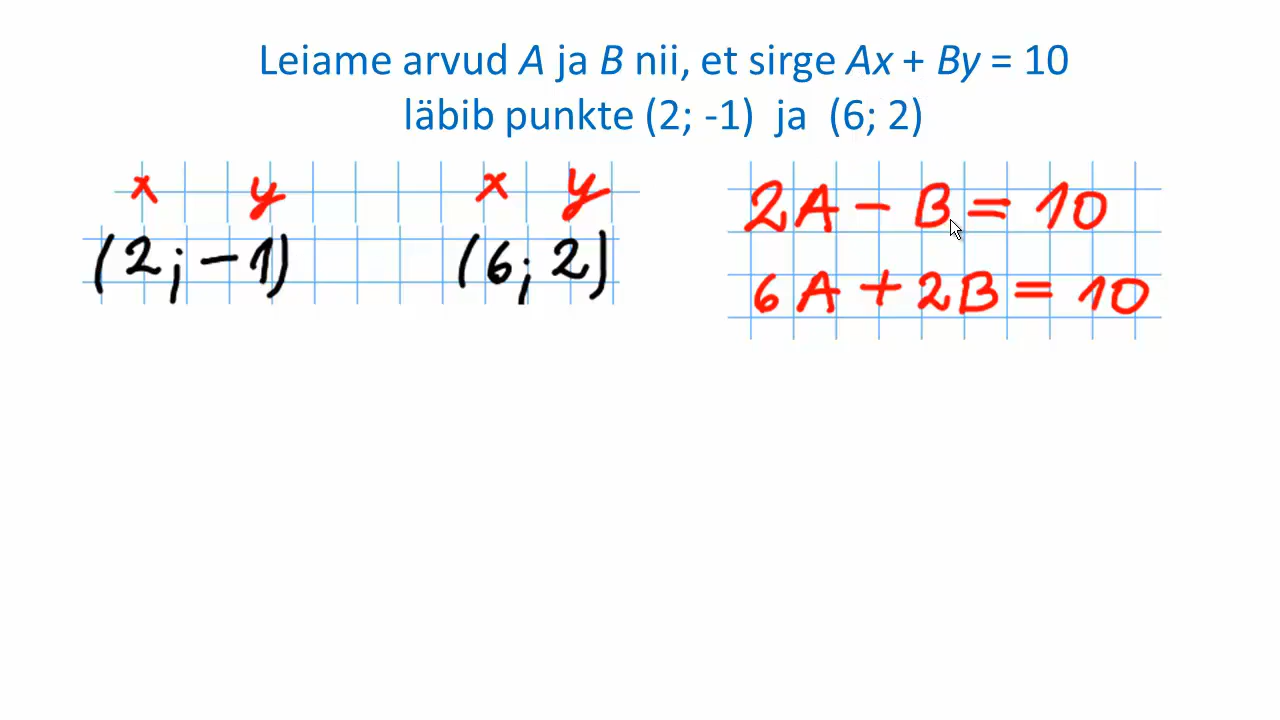 Leiame arvud A ja B nii, et sirge Ax + By = 10
läbib punkte (2; -1) ja (6; 2)
x y x y
(2; -1) (6; 2)
2A - B = 10
6A + 2B = 10